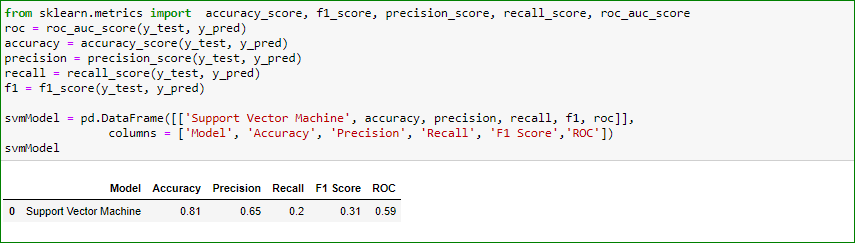 from sklearn.metrics import  accuracy_score, f1_score, precision_score, recall_score, roc_auc_score
roc = roc_auc_score(y_test, y_pred)
accuracy = accuracy_score(y_test, y_pred)
precision = precision_score(y_test, y_pred)
recall = recall_score(y_test, y_pred)
f1 = f1_score(y_test, y_pred)
svmModel = pd.DataFrame([['Support Vector Machine', accuracy, precision, recall, f1, roc]],
columns = ['Model', 'Accuracy', 'Precision', 'Recall', 'F1 Score','ROC'])
svmModel
Model Accuracy Precision Recall F1 Score ROC
0 Support Vector Machine 0.81 0.65 0.2 0.31 0.59